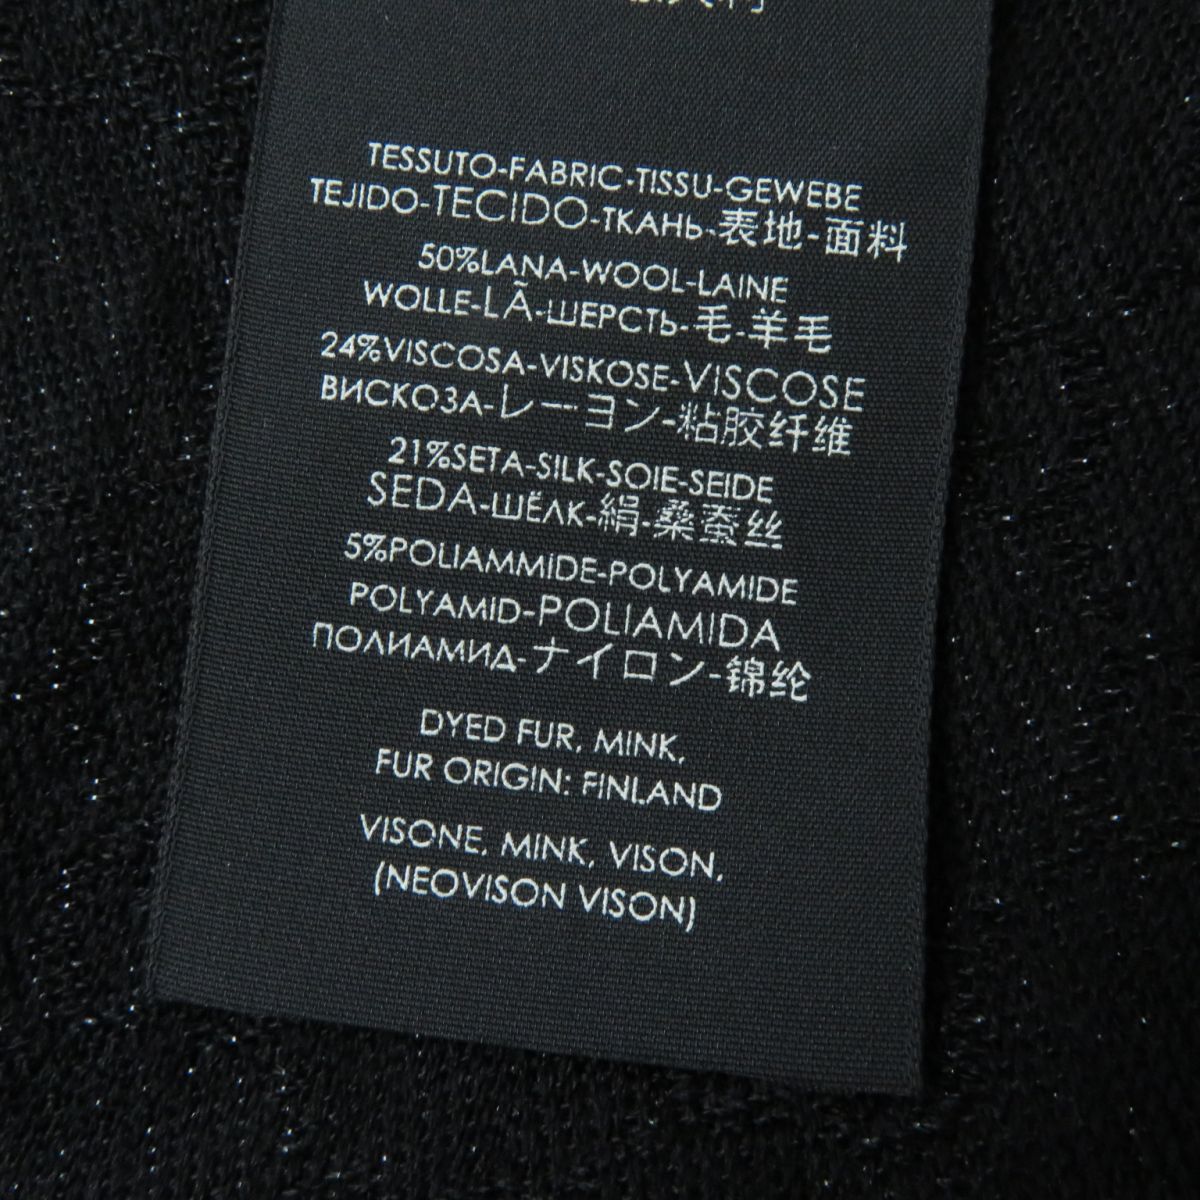 TESSUTO-FABRIC-TISSU-GEWEBE
TEJIDO-TECIDO-ТКАНЬ-表地-面料
50%LANA-WOOL-LAINE
WOLLE-LÃ-ШЕРСТЬ-毛-羊毛
24%VISCOSA-VISKOSE-VISCOSE
ВИСКОЗА-レーヨン-粘胶纤维
21%SETA-SILK-SOIE-SEIDE
SEDA-ШЁЛК-絹-桑蚕丝
5%POLIAMMIDE-POLYAMIDE
POLYAMID-POLIAMIDA
ПОЛИАМИД-ナイロン-锦纶
DYED FUR, MINK,
FUR ORIGIN: FINLAND
VISONE, MINK, VISON,
(NEOVISON VISON)